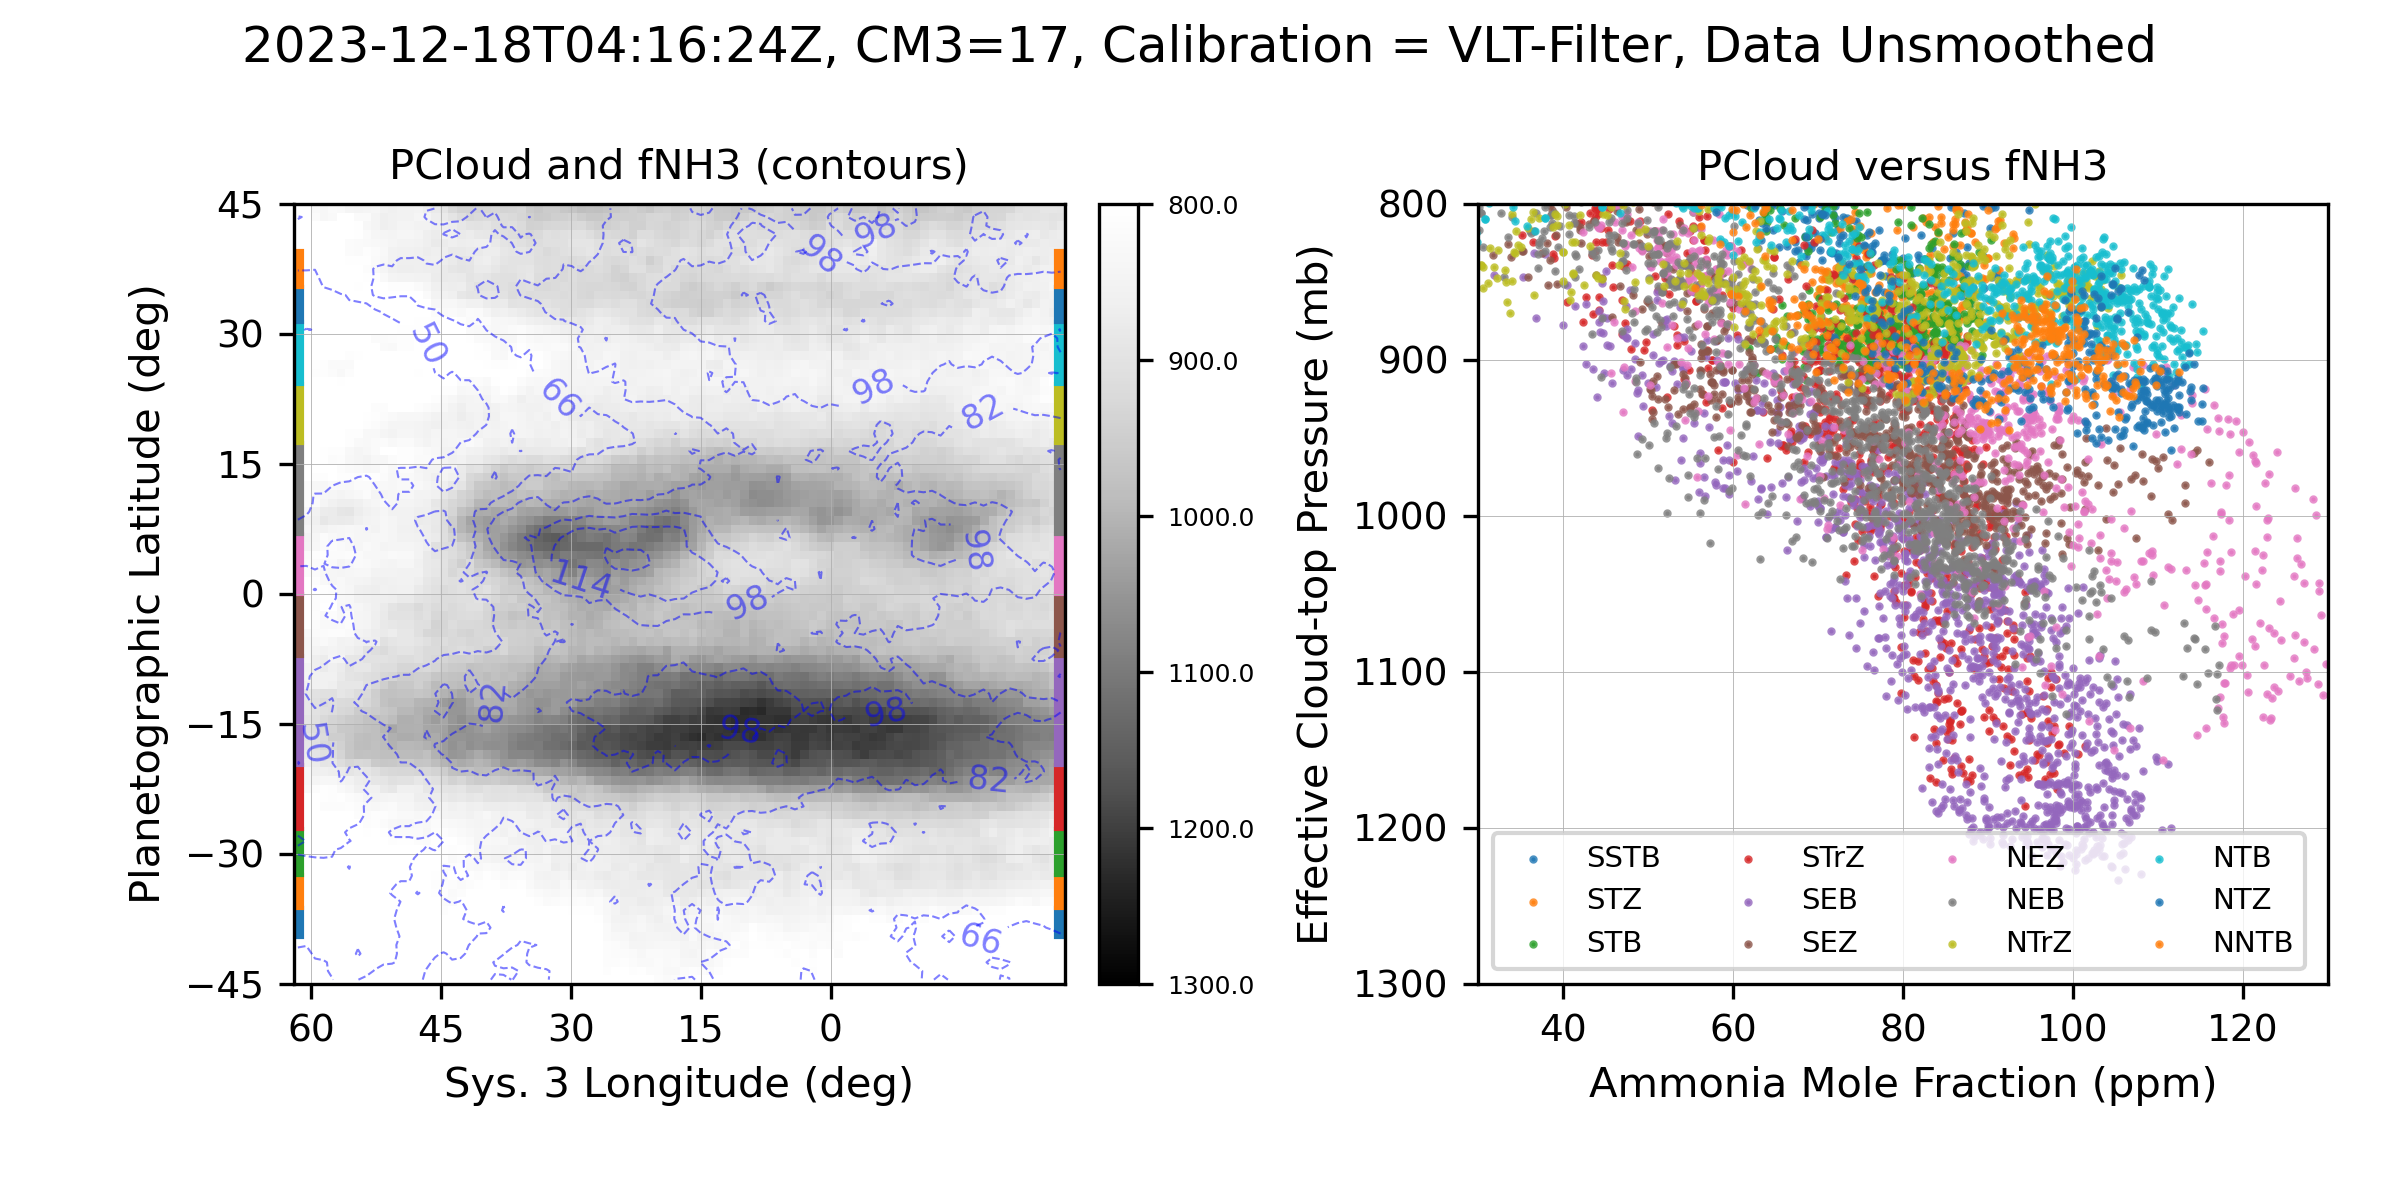 2023-12-18T04:16:24Z, CM3=17, Calibration = VLT-Filter, Data Unsmoothed
PCloud and fNH3 (contours)
Planetographic Latitude (deg)
45
30
15
0
−15
−30
−45
60 45 30 15 0
Sys. 3 Longitude (deg)
98
98
50
66
98
82
98
114
98
82
50
98
98
82
66
800.0
900.0
1000.0
1100.0
1200.0
1300.0
PCloud versus fNH3
Effective Cloud-top Pressure (mb)
800
900
1000
1100
1200
1300
SSTB STrZ NEZ NTB
STZ SEB NEB NTZ
STB SEZ NTrZ NNTB
40 60 80 100 120
Ammonia Mole Fraction (ppm)